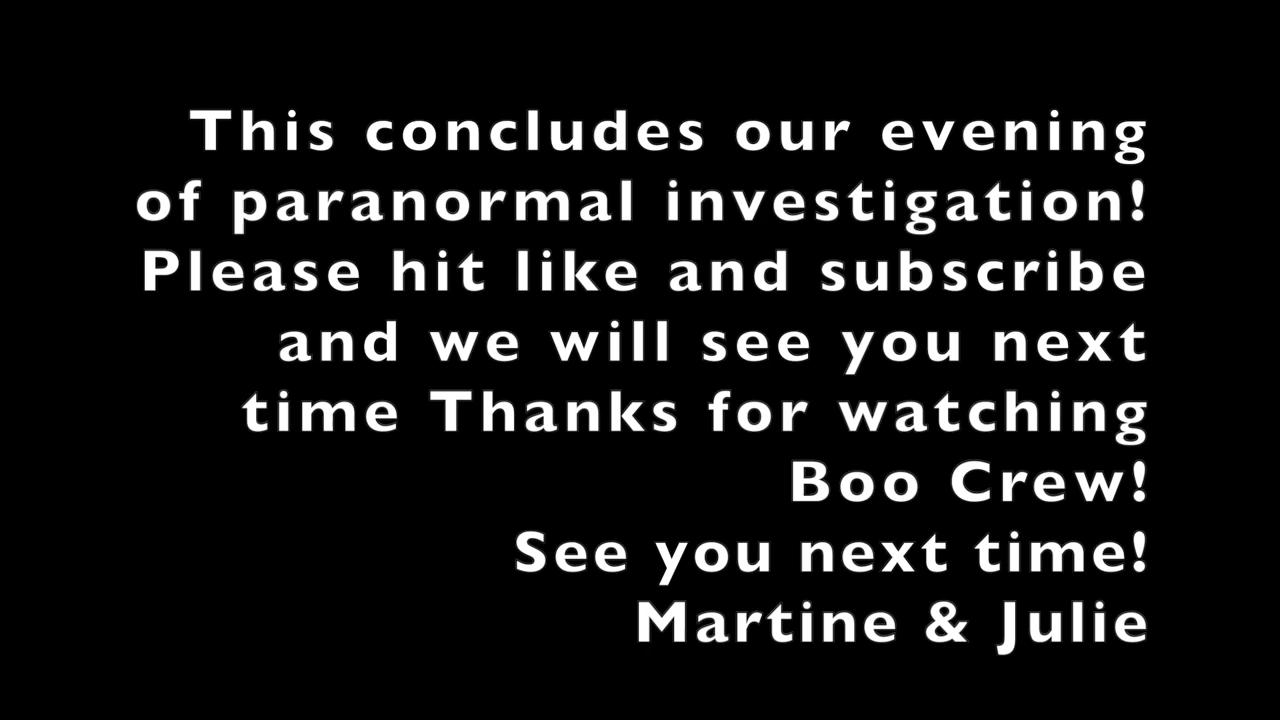 This concludes our evening
of paranormal investigation!
Please hit like and subscribe
and we will see you next
time Thanks for watching
Boo Crew!
See you next time!
Martine & Julie